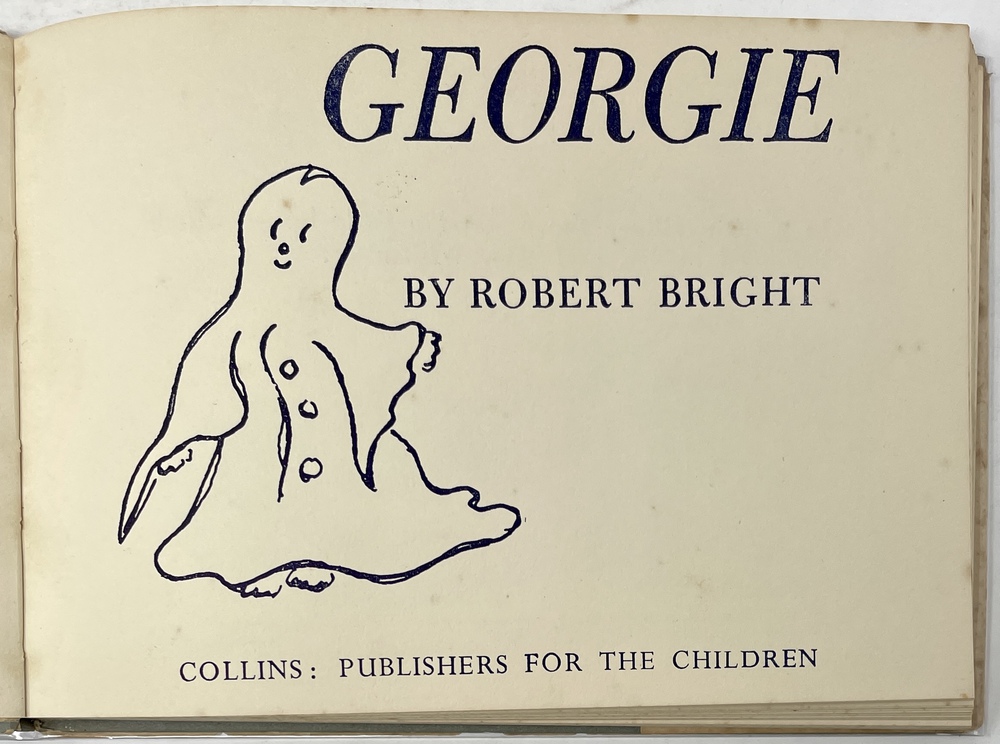 GEORGIE
BY ROBERT BRIGHT
COLLINS: PUBLISHERS FOR THE CHILDREN